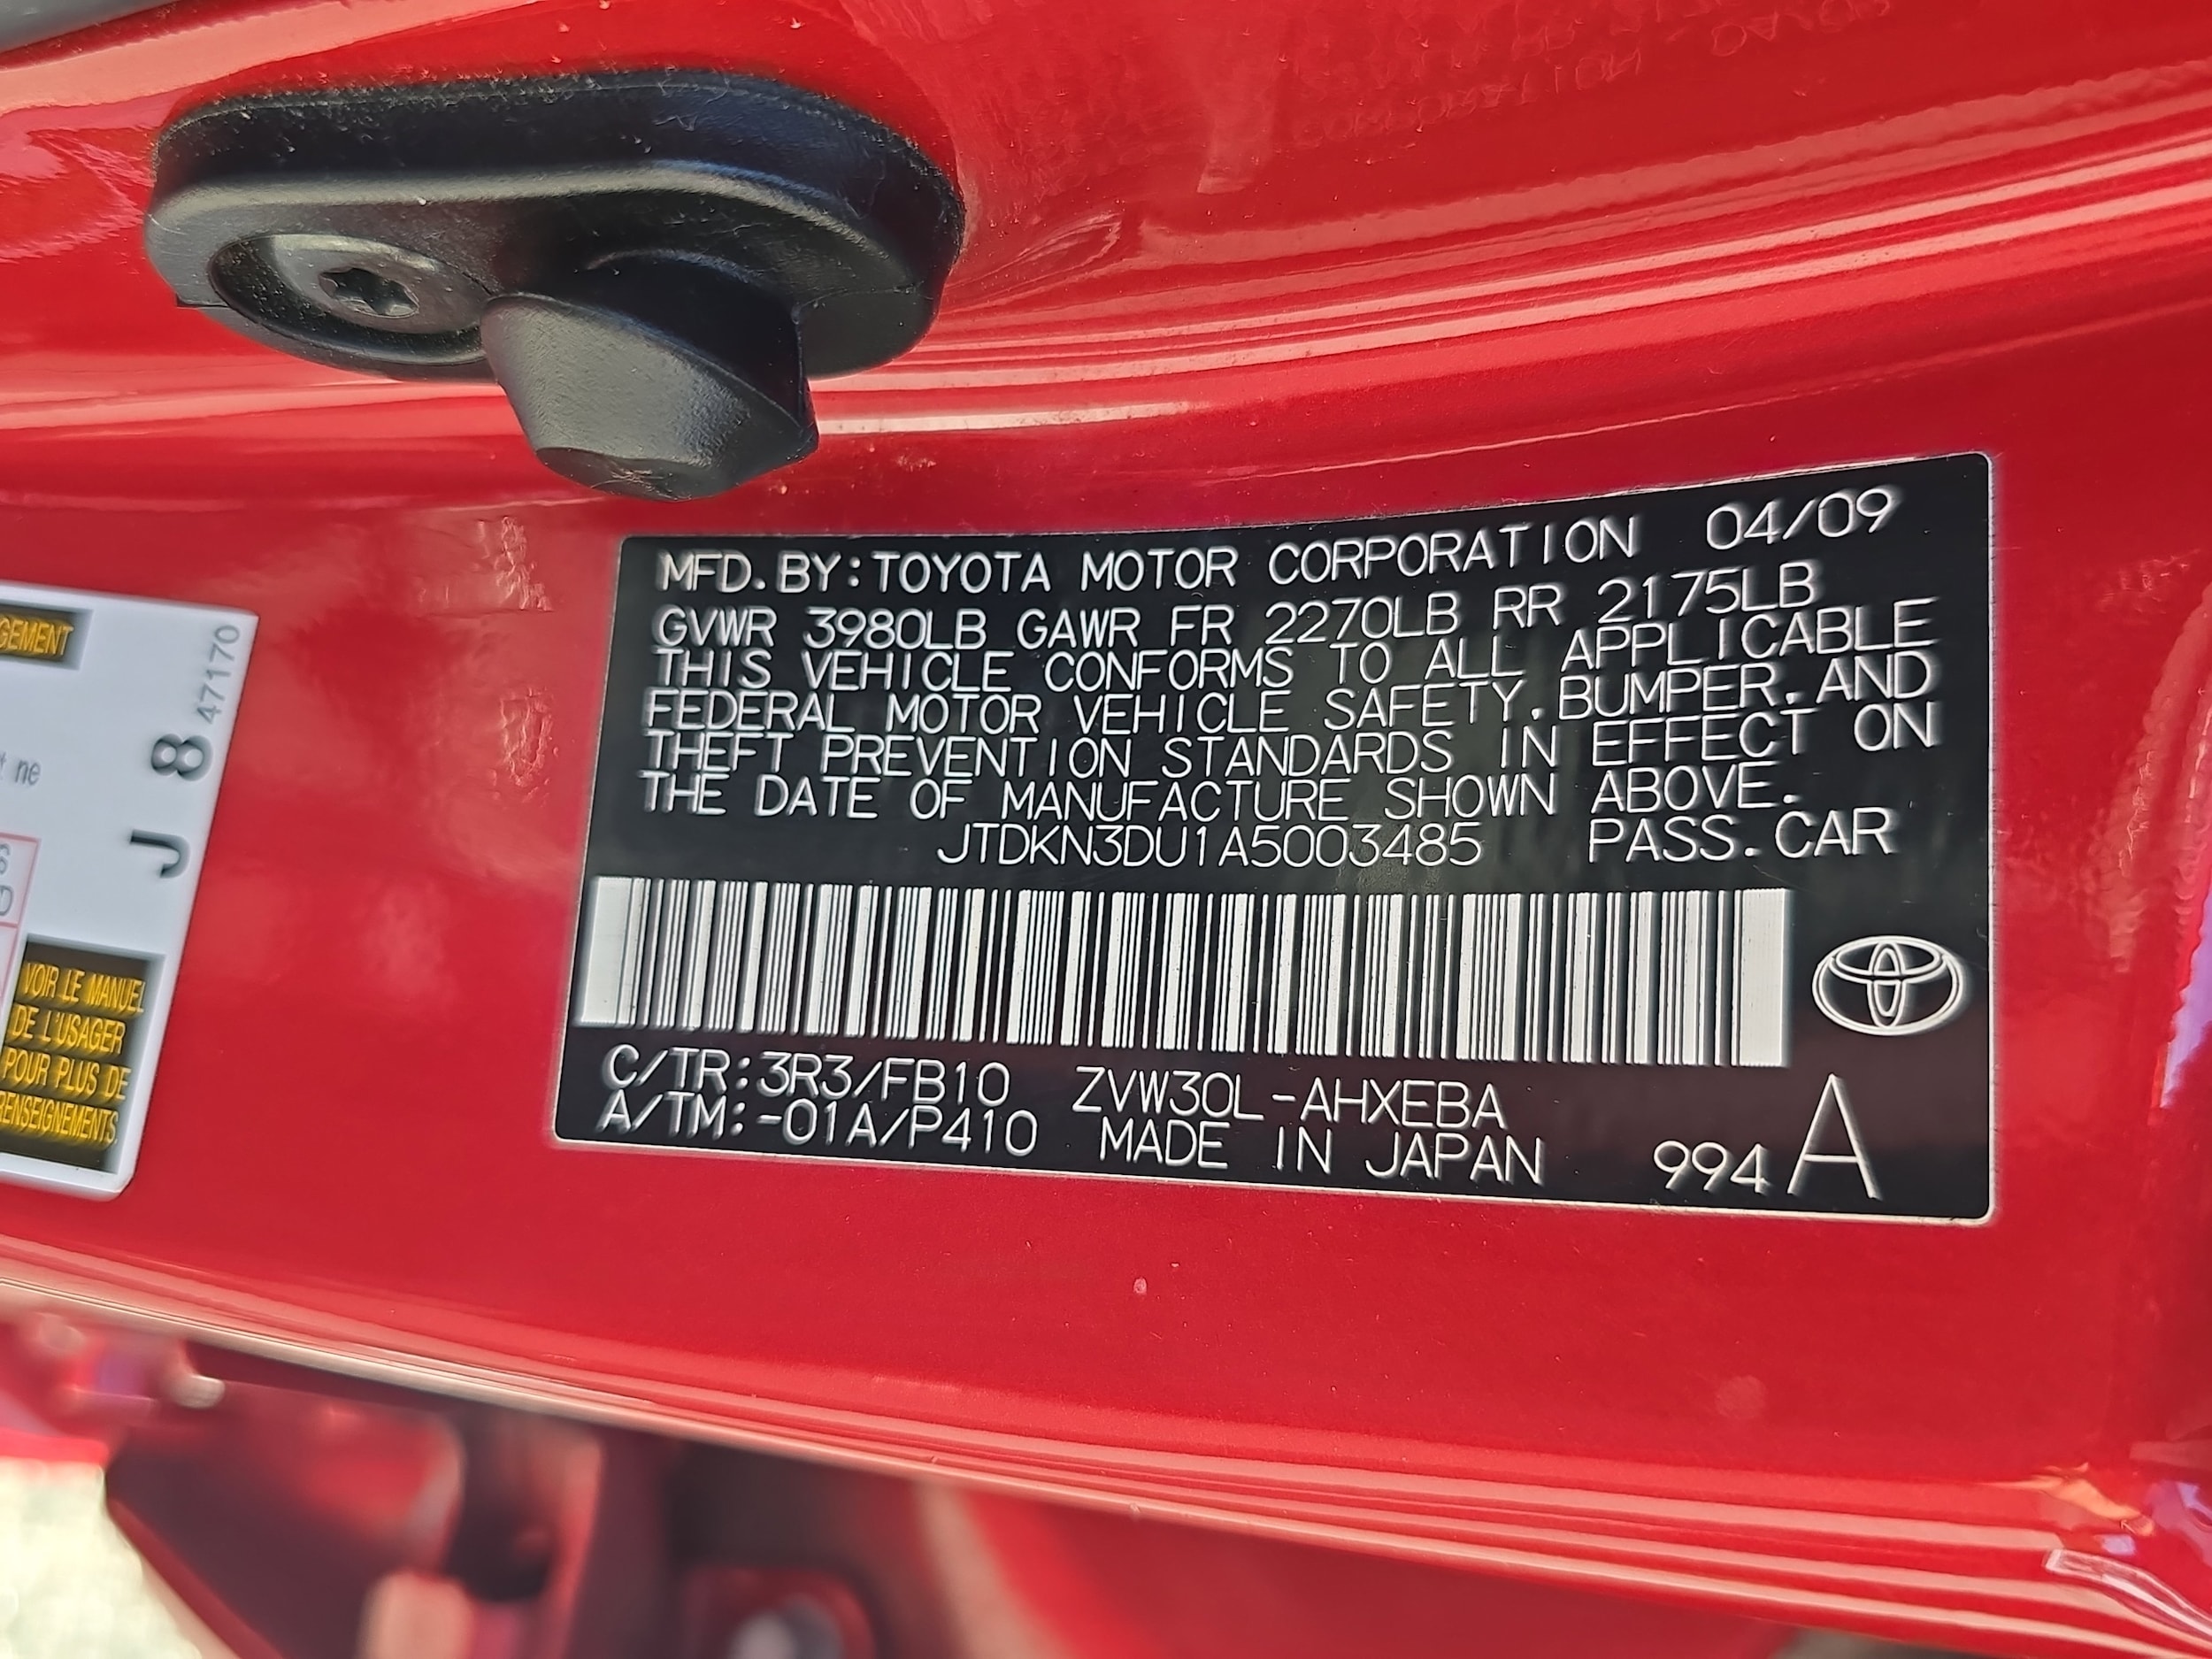 GEMENT
47170
J 8
t ne
6
D
VOIR LE MANUEL
DE L'USAGER
POUR PLUS DE
RENSEIGNEMENTS.
MFD. BY: TOYOTA MOTOR CORPORATION 04/09
GVWR 3980LB GAWR FR 2270LB RR 2175LB
THIS VEHICLE CONFORMS TO ALL APPLICABLE
FEDERAL MOTOR VEHICLE SAFETY, BUMPER, AND
THEFT PREVENTION STANDARDS IN EFFECT ON
THE DATE OF MANUFACTURE SHOWN ABOVE.
JTDKN3DU1A5003485 PASS. CAR
C/TR: 3R3/FB10 ZVW30L-AHXEBA
A/TM: -01A/P410 MADE IN JAPAN 994 A